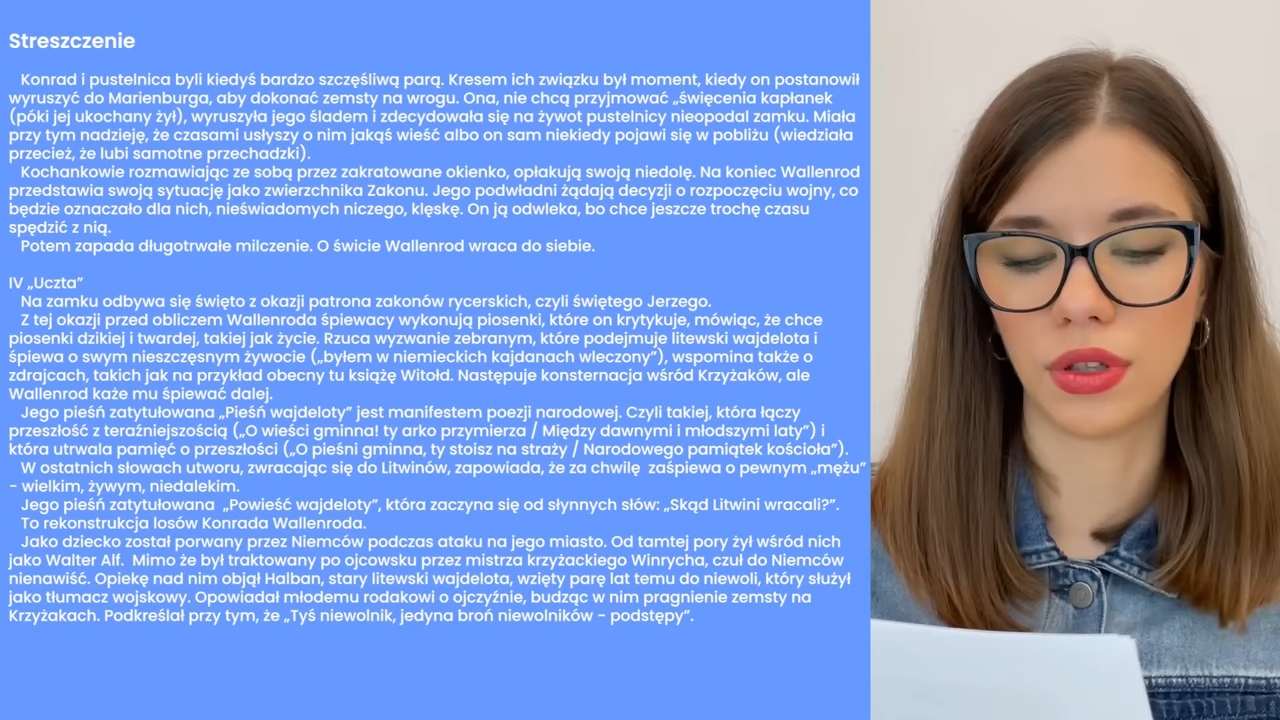 Streszczenie
Konrad i pustelnica byli kiedyś bardzo szczęśliwą parą. Kresem ich związku był moment, kiedy on postanowił
wyruszyć do Marienburga, aby dokonać zemsty na wrogu. Ona, nie chcą przyjmować „święcenia kapłanek
(póki jej ukochany żył), wyruszyła jego śladem i zdecydowała się na żywot pustelnicy nieopodal zamku. Miała
przy tym nadzieję, że czasami usłyszy o nim jakąś wieść albo on sam niekiedy pojawi się w pobliżu (wiedziała
przecież, że lubi samotne przechadzki).
Kochankowie rozmawiając ze sobą przez zakratowane okienko, opłakują swoją niedolę. Na koniec Wallenrod
przedstawia swoją sytuację jako zwierzchnika Zakonu. Jego podwładni żądają decyzji o rozpoczęciu wojny, co
będzie oznaczało dla nich, nieświadomych niczego, klęskę. On ją odwleka, bo chce jeszcze trochę czasu
spędzić z nią.
Potem zapada długotrwałe milczenie. O świcie Wallenrod wraca do siebie.
IV „Uczta”
Na zamku odbywa się święto z okazji patrona zakonów rycerskich, czyli świętego Jerzego.
Z tej okazji przed obliczem Wallenroda śpiewacy wykonują piosenki, które on krytykuje, mówiąc, że chce
piosenki dzikiej i twardej, takiej jak życie. Rzuca wyzwanie zebranym, które podejmuje litewski wajdelota i
śpiewa o swym nieszczęsnym żywocie („byłem w niemieckich kajdanach wleczony”), wspomina także o
zdrajcach, takich jak na przykład obecny tu książę Witołd. Następuje konsternacja wśród Krzyżaków, ale
Wallenrod każe mu śpiewać dalej.
Jego pieśń zatytułowana „Pieśń wajdeloty” jest manifestem poezji narodowej. Czyli takiej, która łączy
przeszłość z teraźniejszością („O wieści gminna! ty arko przymierza / Między dawnymi i młodszymi laty”) i
która utrwala pamięć o przeszłości („O pieśni gminna, ty stoisz na straży / Narodowego pamiątek kościoła”).
W ostatnich słowach utworu, zwracając się do Litwinów, zapowiada, że za chwilę zaśpiewa o pewnym „mężu”
- wielkim, żywym, niedalekim.
Jego pieśń zatytułowana „Powieść wajdeloty”, która zaczyna się od słynnych słów: „Skąd Litwini wracali?”.
To rekonstrukcja losów Konrada Wallenroda.
Jako dziecko został porwany przez Niemców podczas ataku na jego miasto. Od tamtej pory żył wśród nich
jako Walter Alf. Mimo że był traktowany po ojcowsku przez mistrza krzyżackiego Winrycha, czuł do Niemców
nienawiść. Opiekę nad nim objął Halban, stary litewski wajdelota, wzięty parę lat temu do niewoli, który służył
jako tłumacz wojskowy. Opowiadał młodemu rodakowi o ojczyźnie, budząc w nim pragnienie zemsty na
Krzyżakach. Podkreślał przy tym, że „Tyś niewolnik, jedyna broń niewolników - podstępy”.